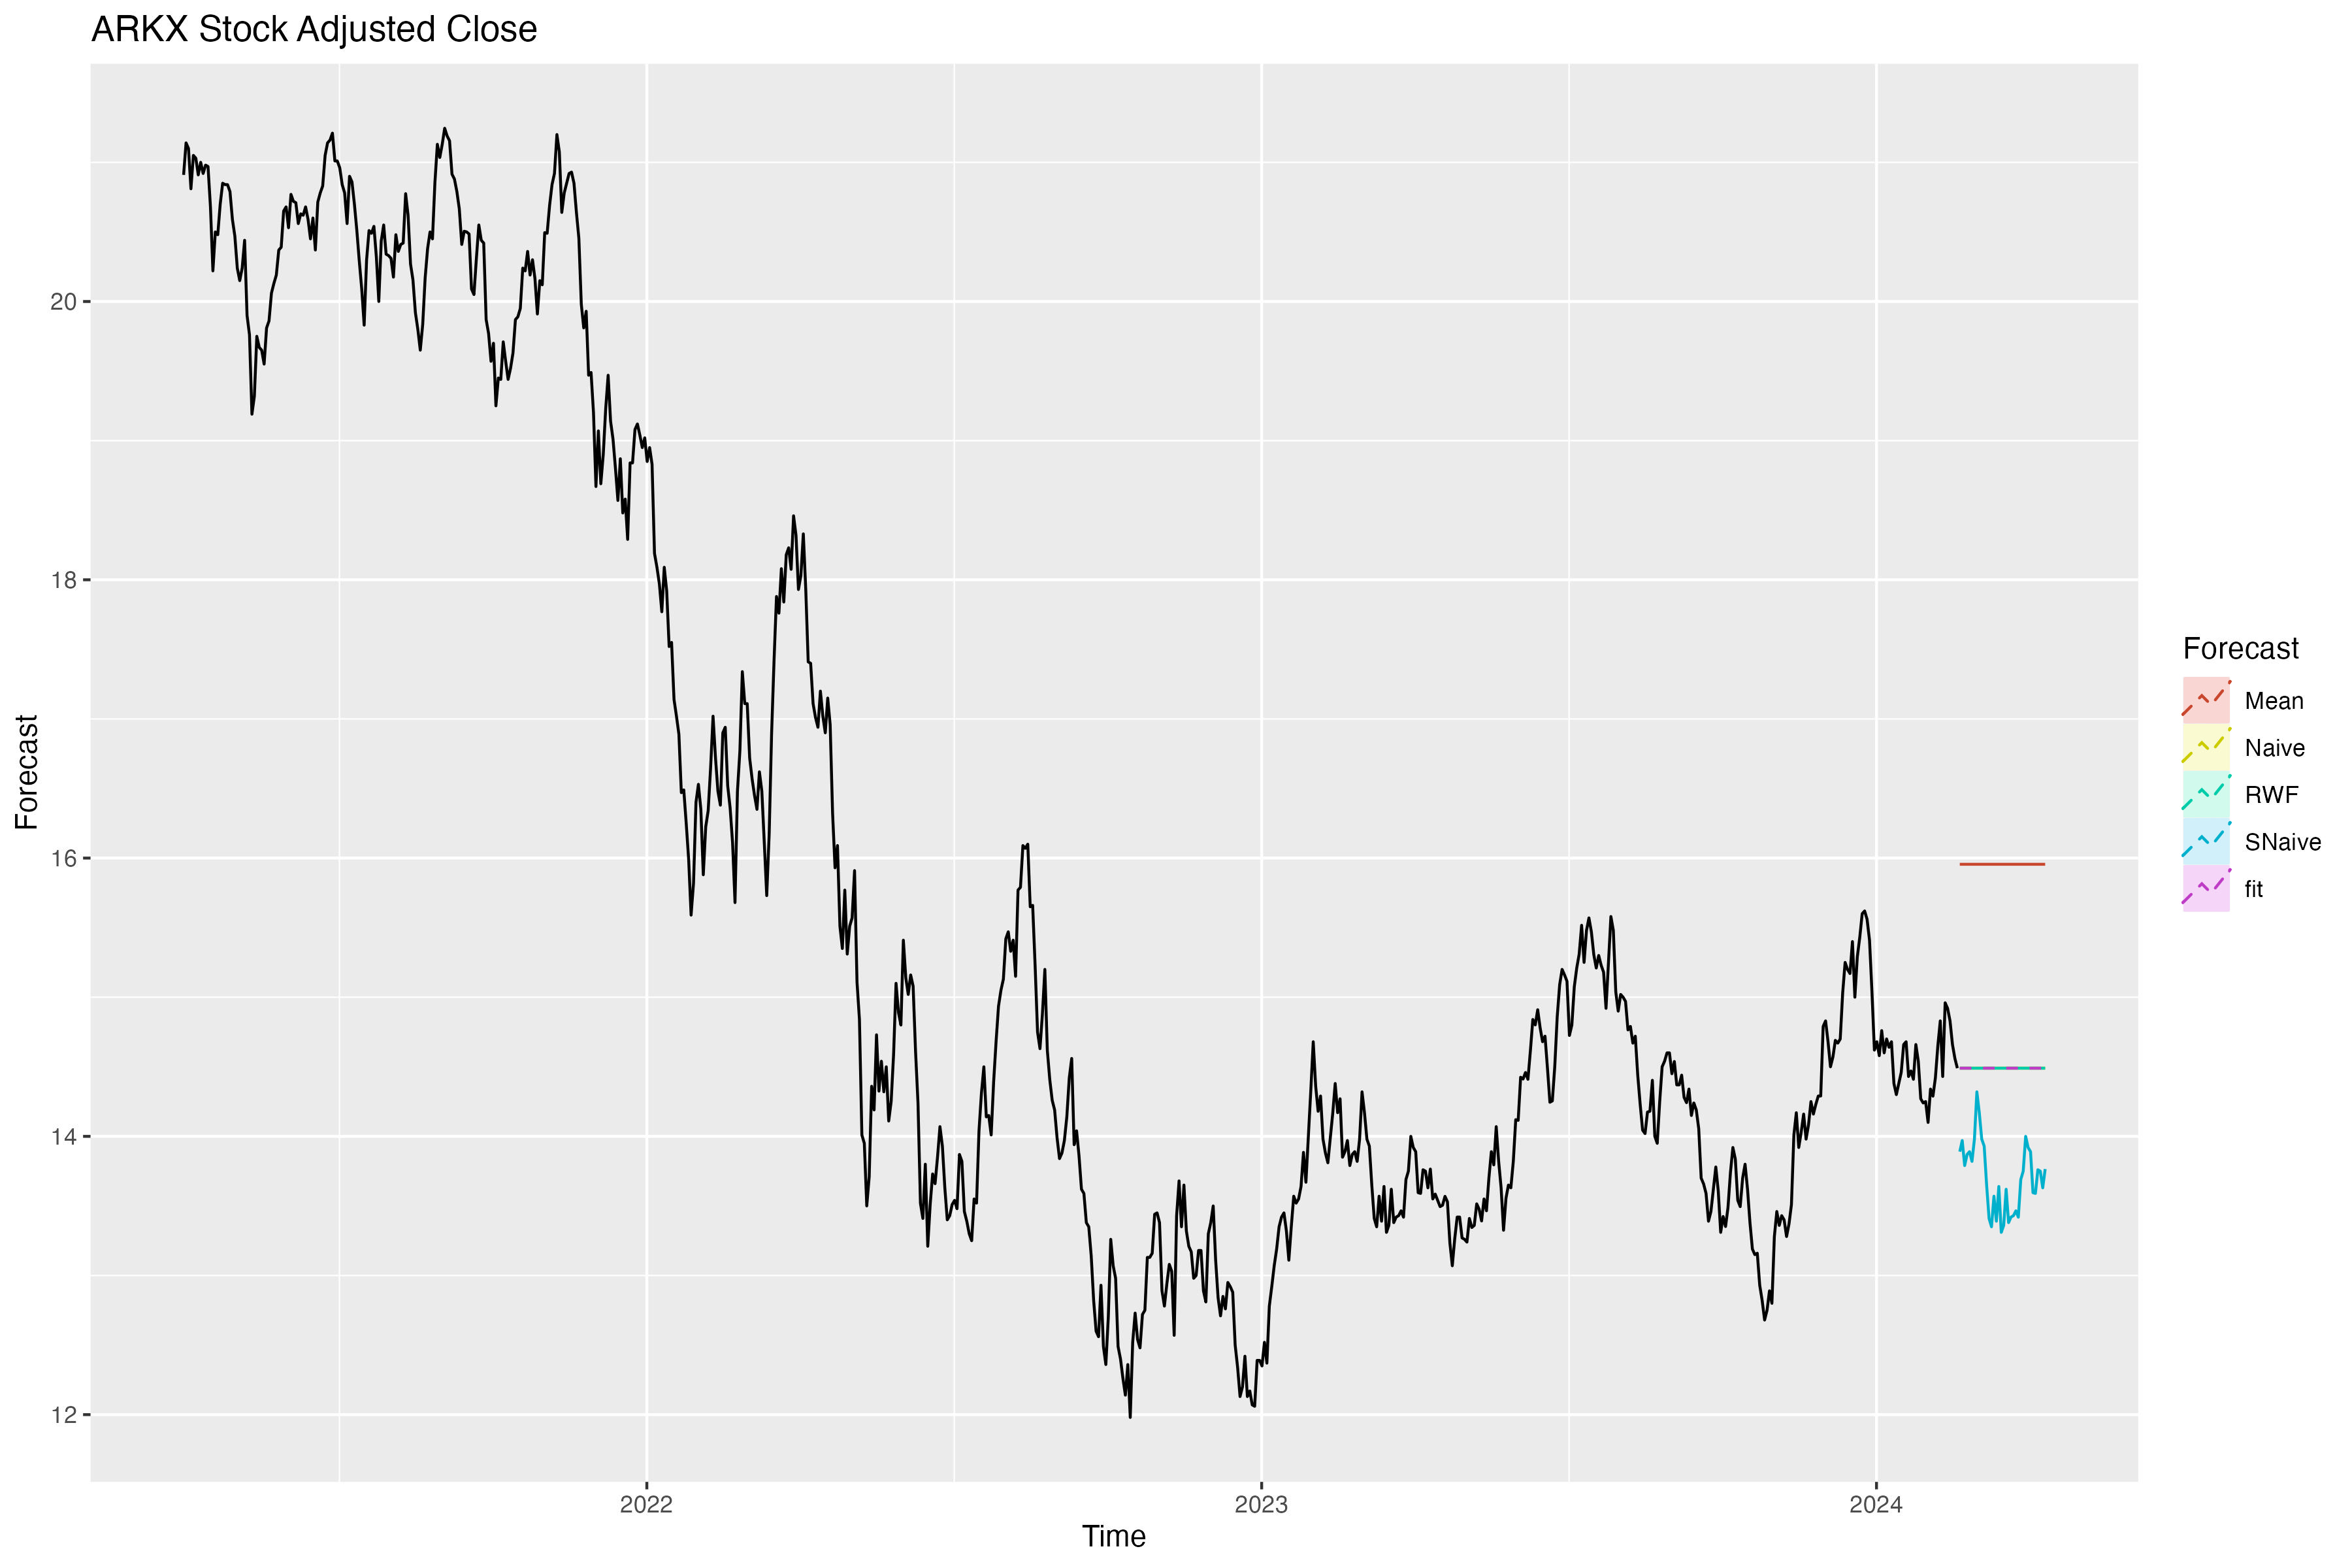 ARKX Stock Adjusted Close
Forecast
20
18
16
14
12
2022
2023
2024
Time
Forecast
Mean
Naive
RWF
SNaive
fit